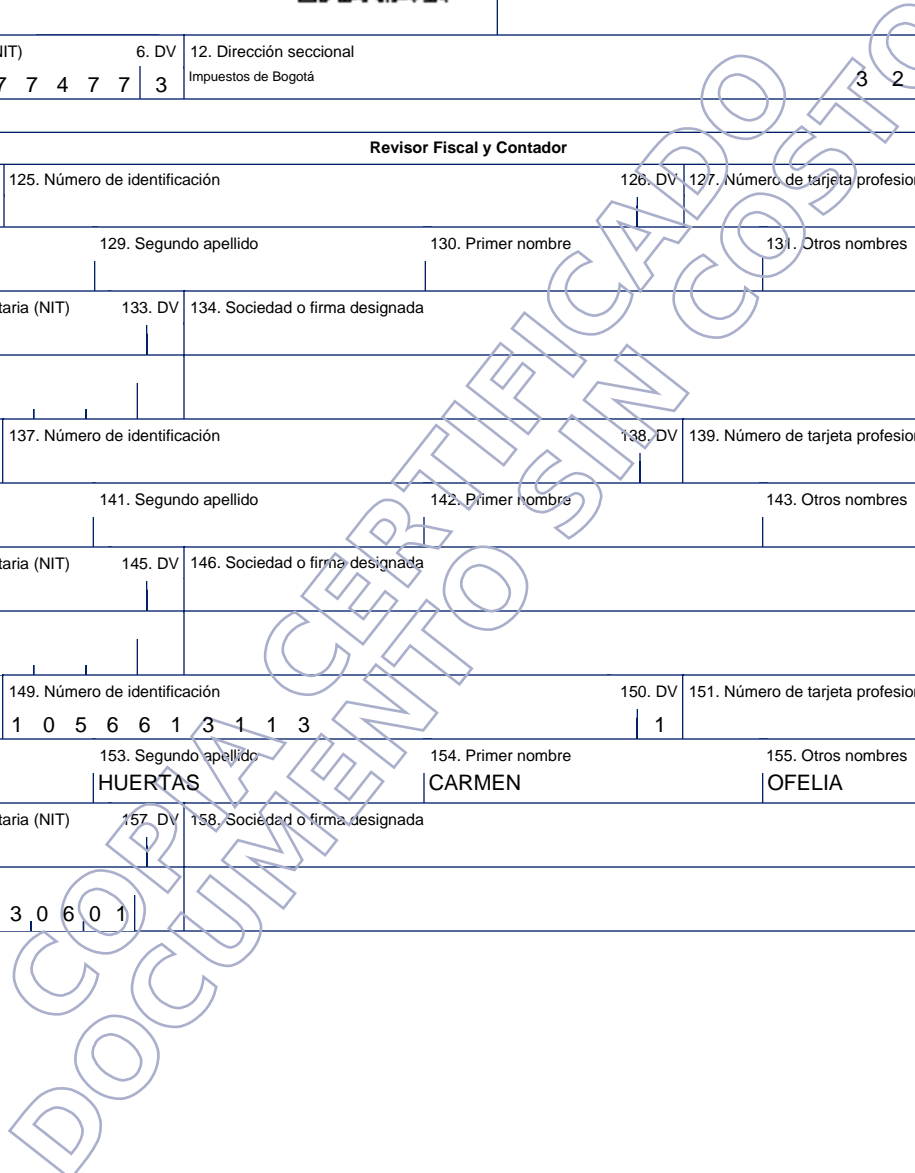 IIT) 6. DV 12. Dirección seccional
7 7 4 7 7 3 Impuestos de Bogotá 3 2
Revisor Fiscal y Contador
125. Número de identificación 126. DV 127. Número de tarjeta profesion
129. Segundo apellido 130. Primer nombre 131. Otros nombres
taria (NIT) 133. DV 134. Sociedad o firma designada
137. Número de identificación 138. DV 139. Número de tarjeta profesion
141. Segundo apellido 142. Primer nombre 143. Otros nombres
taria (NIT) 145. DV 146. Sociedad o firma designada
149. Número de identificación 150. DV 151. Número de tarjeta profesion
1 0 5 6 6 1 3 1 1 3 1
153. Segundo apellido 154. Primer nombre 155. Otros nombres
HUERTAS CARMEN OFELIA
taria (NIT) 157. DV 158. Sociedad o firma designada
3 0 6 0 1
COPIA CERTIFICADO
DOCUMENTO SIN COSTO